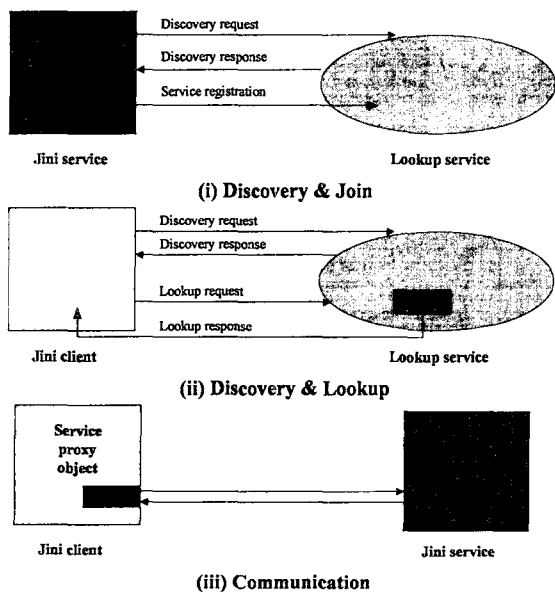 Discovery request
Discovery response
Service registration
Jini service
Lookup service
(i) Discovery & Join
Discovery request
Discovery response
Lookup request
Lookup response
Jini client
Lookup service
(ii) Discovery & Lookup
Service
proxy
object
Jini client
Jini service
(iii) Communication